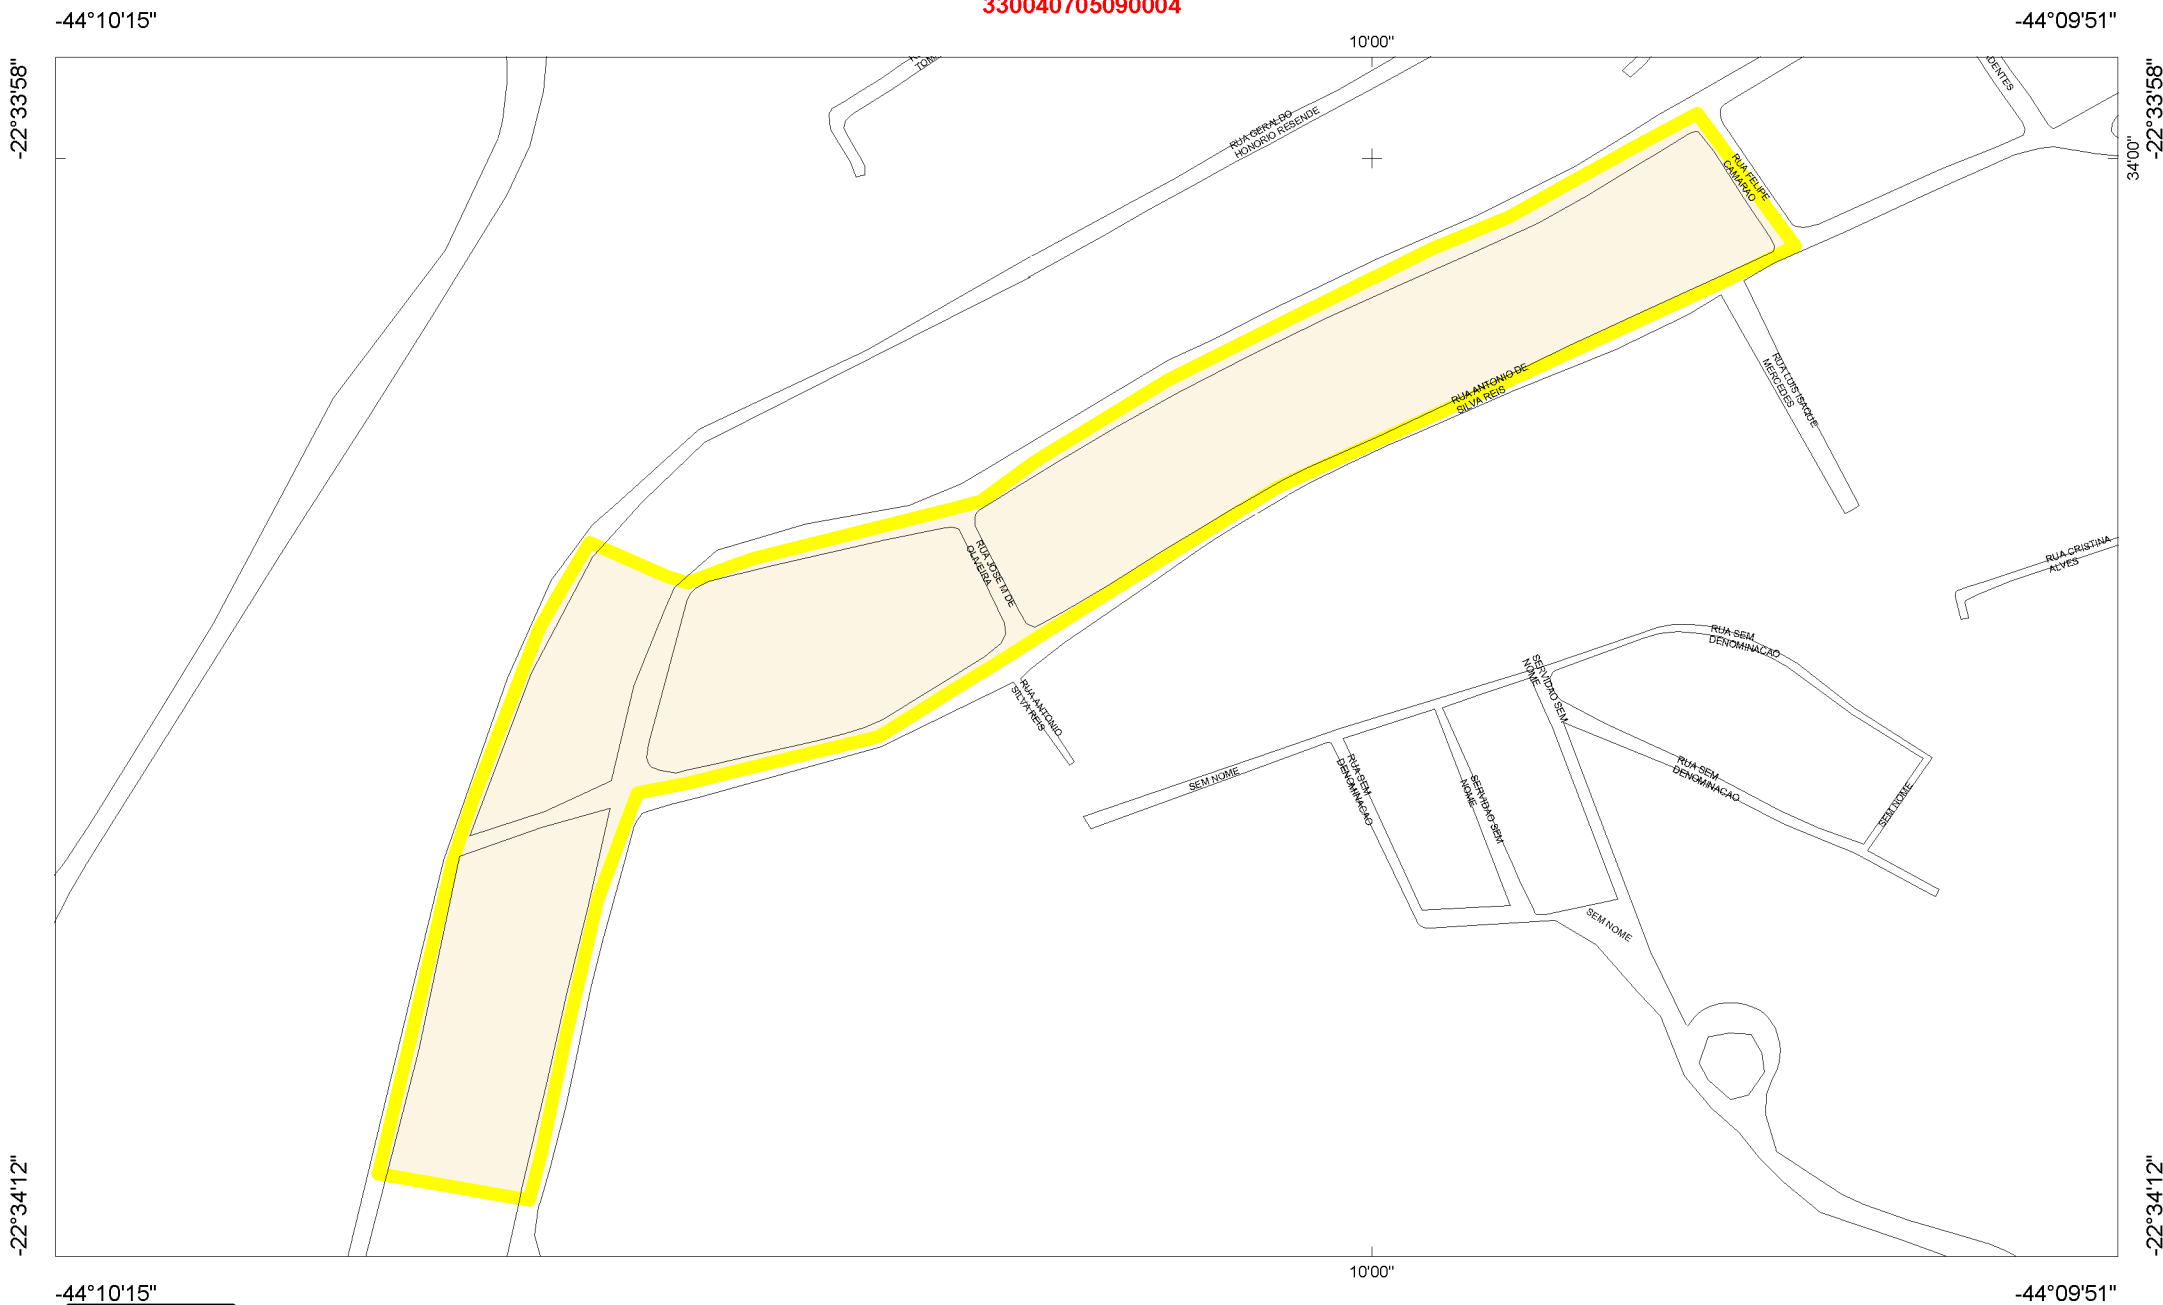 330040705090004
-44°10'15"
-44°09'51"
10'00"
-22°33'58"
-22°33'58"
34'00"
DENTES
RUA GERALDO
HONORIO RESENDE
RUA FELIPE
CAMARAO
RUA ANTONIO DE
SILVA REIS
RUA LUIS ISAQUE
MERCEDES
RUA JOSE M DE
OLIVEIRA
RUA CRISTINA
ALVES
RUA SEM
DENOMINACAO
SERVIDAO SEM
NOME
RUA ANTONIO
SILVA REIS
SEM NOME
RUA SEM
DENOMINACAO
SERVIDAO SEM
NOME
RUA SEM
DENOMINACAO
SEM NOME
SEM NOME
-22°34'12"
-22°34'12"
10'00"
-44°10'15"
-44°09'51"